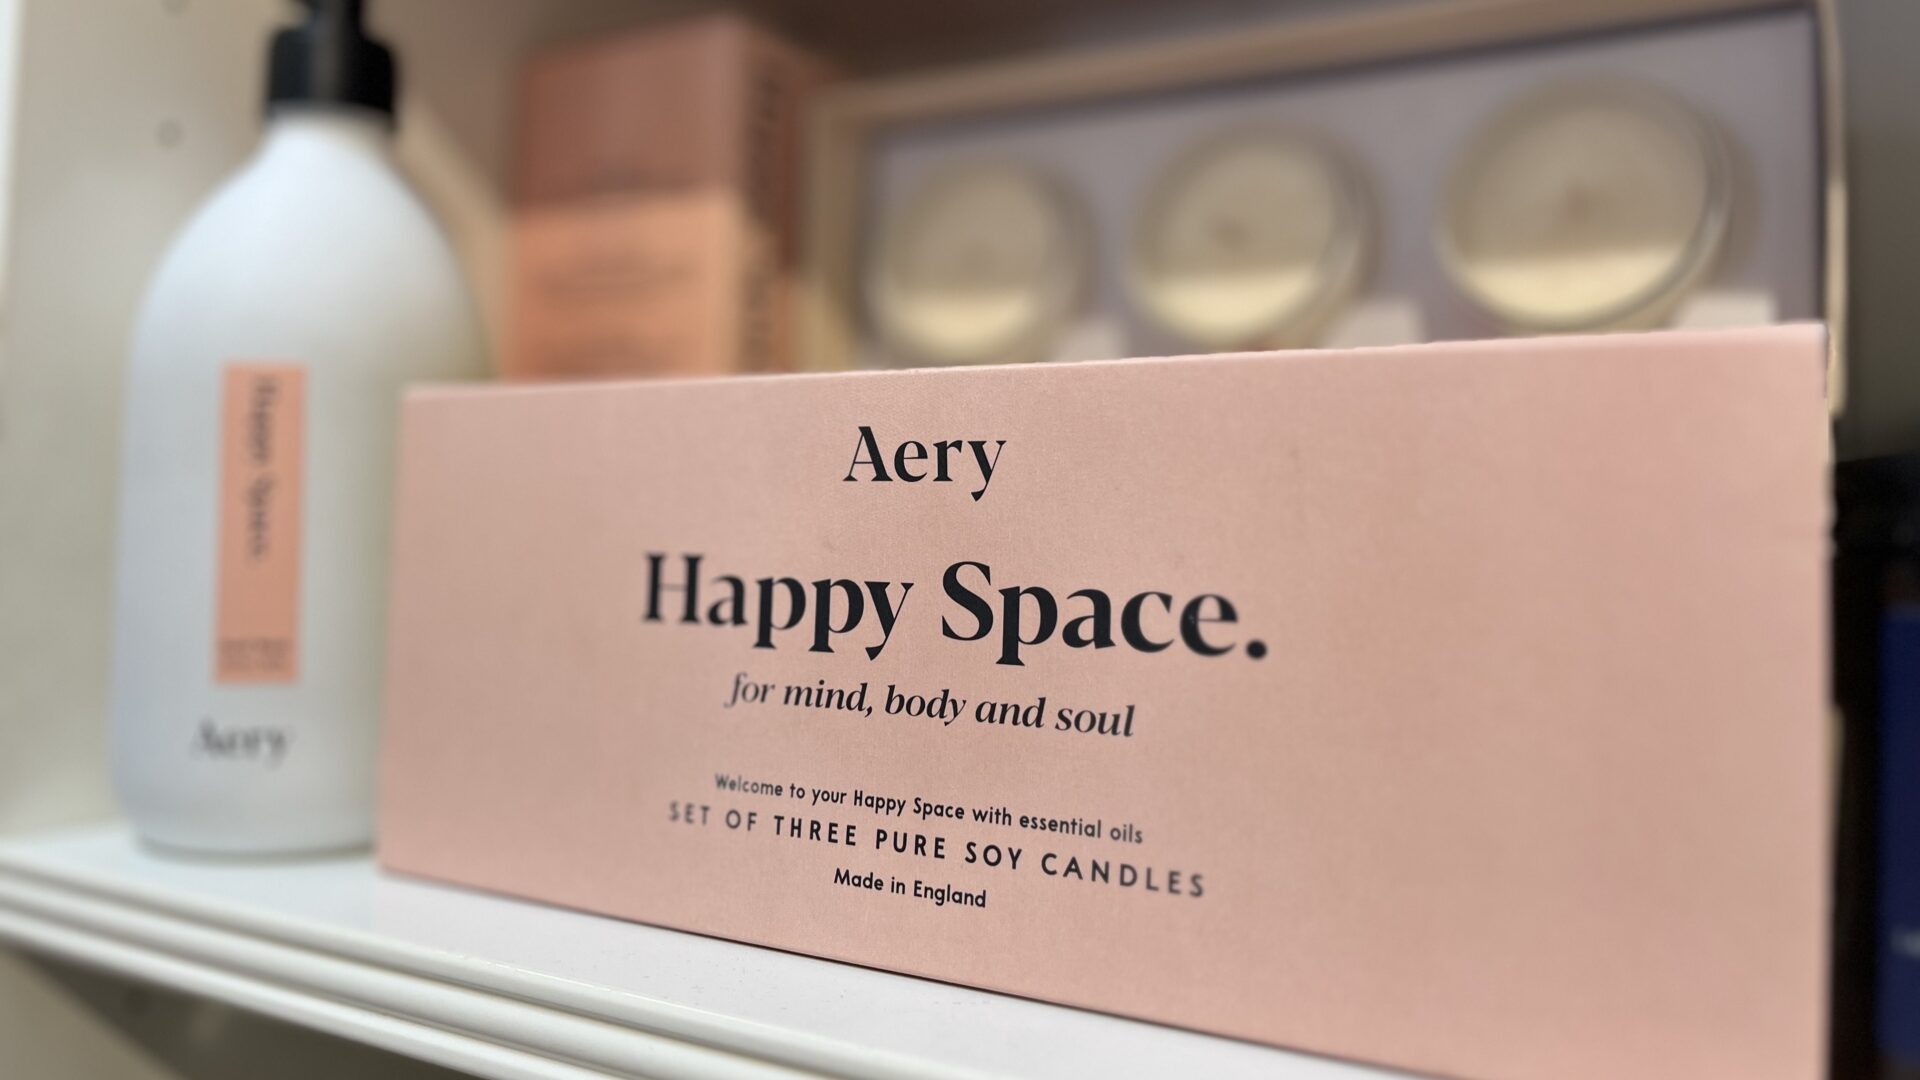 Aery
Happy Space.
for mind, body and soul
Welcome to your Happy Space with essential oils
SET OF THREE PURE SOY CANDLES
Made in England
Happy Space.
Aery